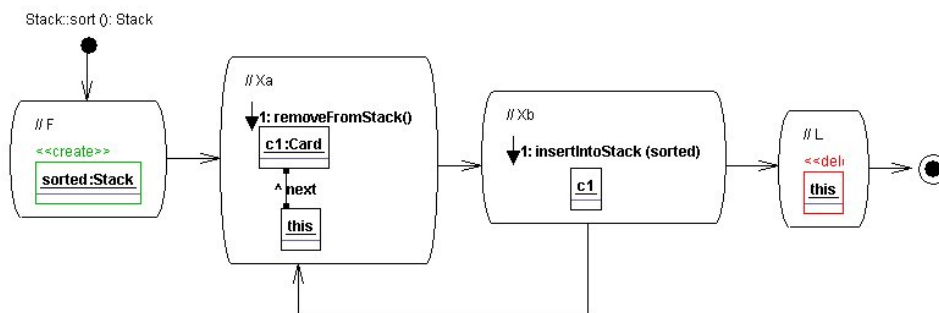 Stack::sort (): Stack
// F
<<create>>
sorted:Stack
// Xa
1: removeFromStack()
c1:Card
^ next
this
// Xb
1: insertIntoStack (sorted)
c1
// L
<<del
this